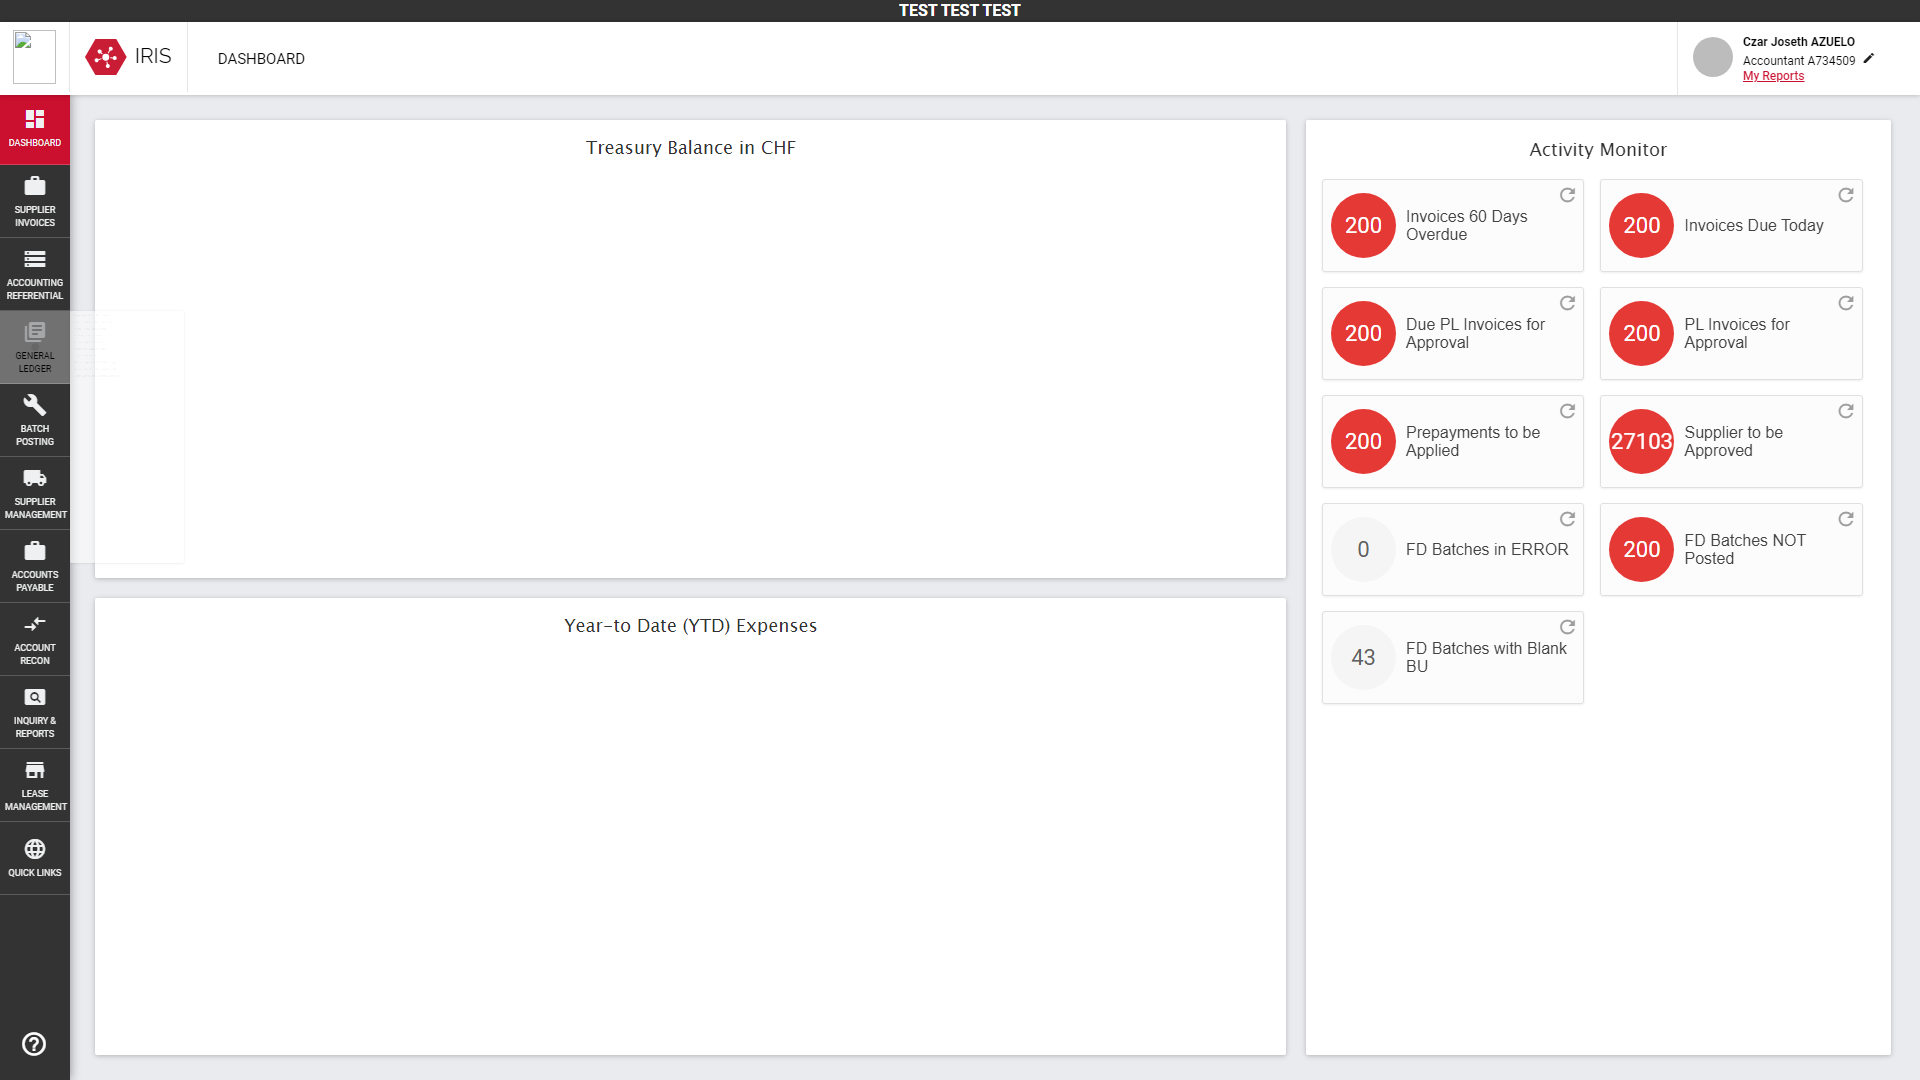 TEST TEST TEST
IRIS
DASHBOARD
Czar Joseth AZUELO
Accountant A734509
My Reports
DASHBOARD
SUPPLIER
INVOICES
ACCOUNTING
REFERENTIAL
GENERAL
LEDGER
BATCH
POSTING
SUPPLIER
MANAGEMENT
ACCOUNTS
PAYABLE
ACCOUNT
RECON
INQUIRY &
REPORTS
LEASE
MANAGEMENT
QUICK LINKS
Treasury Balance in CHF
Year-to Date (YTD) Expenses
Activity Monitor
200
Invoices 60 Days
Overdue
200
Invoices Due Today
200
Due PL Invoices for
Approval
200
PL Invoices for
Approval
200
Prepayments to be
Applied
27103
Supplier to be
Approved
0
FD Batches in ERROR
200
FD Batches NOT
Posted
43
FD Batches with Blank
BU